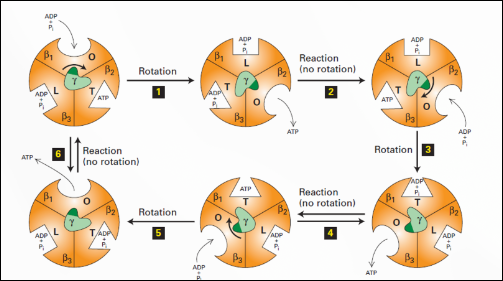 ADP
+
Pi
β1
O
β2
L
T
γ
ADP
+
Pi
ATP
β3
Rotation
1
ADP
+
Pi
β1
L
β2
T
γ
O
β3
ATP
Reaction
(no rotation)
2
ADP
+
Pi
β1
L
β2
T
γ
O
β3
ADP
+
Pi
Rotation
3
ADP
+
Pi
β1
T
β2
O
γ
L
ADP
+
Pi
β3
ATP
Reaction
(no rotation)
4
ATP
β1
T
β2
O
γ
L
ADP
+
Pi
β3
ADP
+
Pi
Rotation
5
ATP
β1
O
β2
L
γ
T
ADP
+
Pi
ADP
+
Pi
β3
6
Reaction
(no rotation)